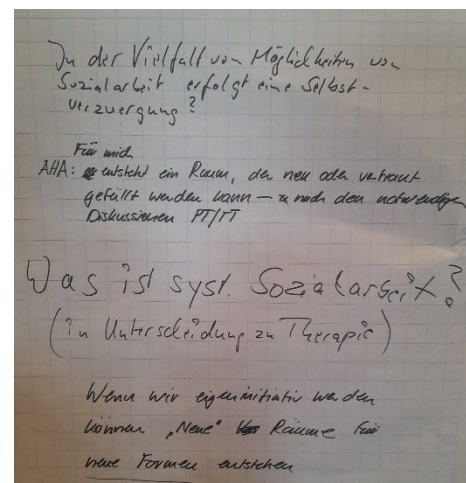 In der Vielfalt von Möglichkeiten von
Sozialarbeit erfolgt eine Selbst-
verzwergung?
Für mich
AHA: entsteht ein Raum, der neu oder vertraut
gefüllt werden kann – nach den notwendigen
Diskussionen PT/FT
Was ist syst. Sozialarbeit?
(in Unterscheidung zu Therapie)
Wenn wir eigeninitiativ werden
können "Neue" Räume für
neue Formen entstehen